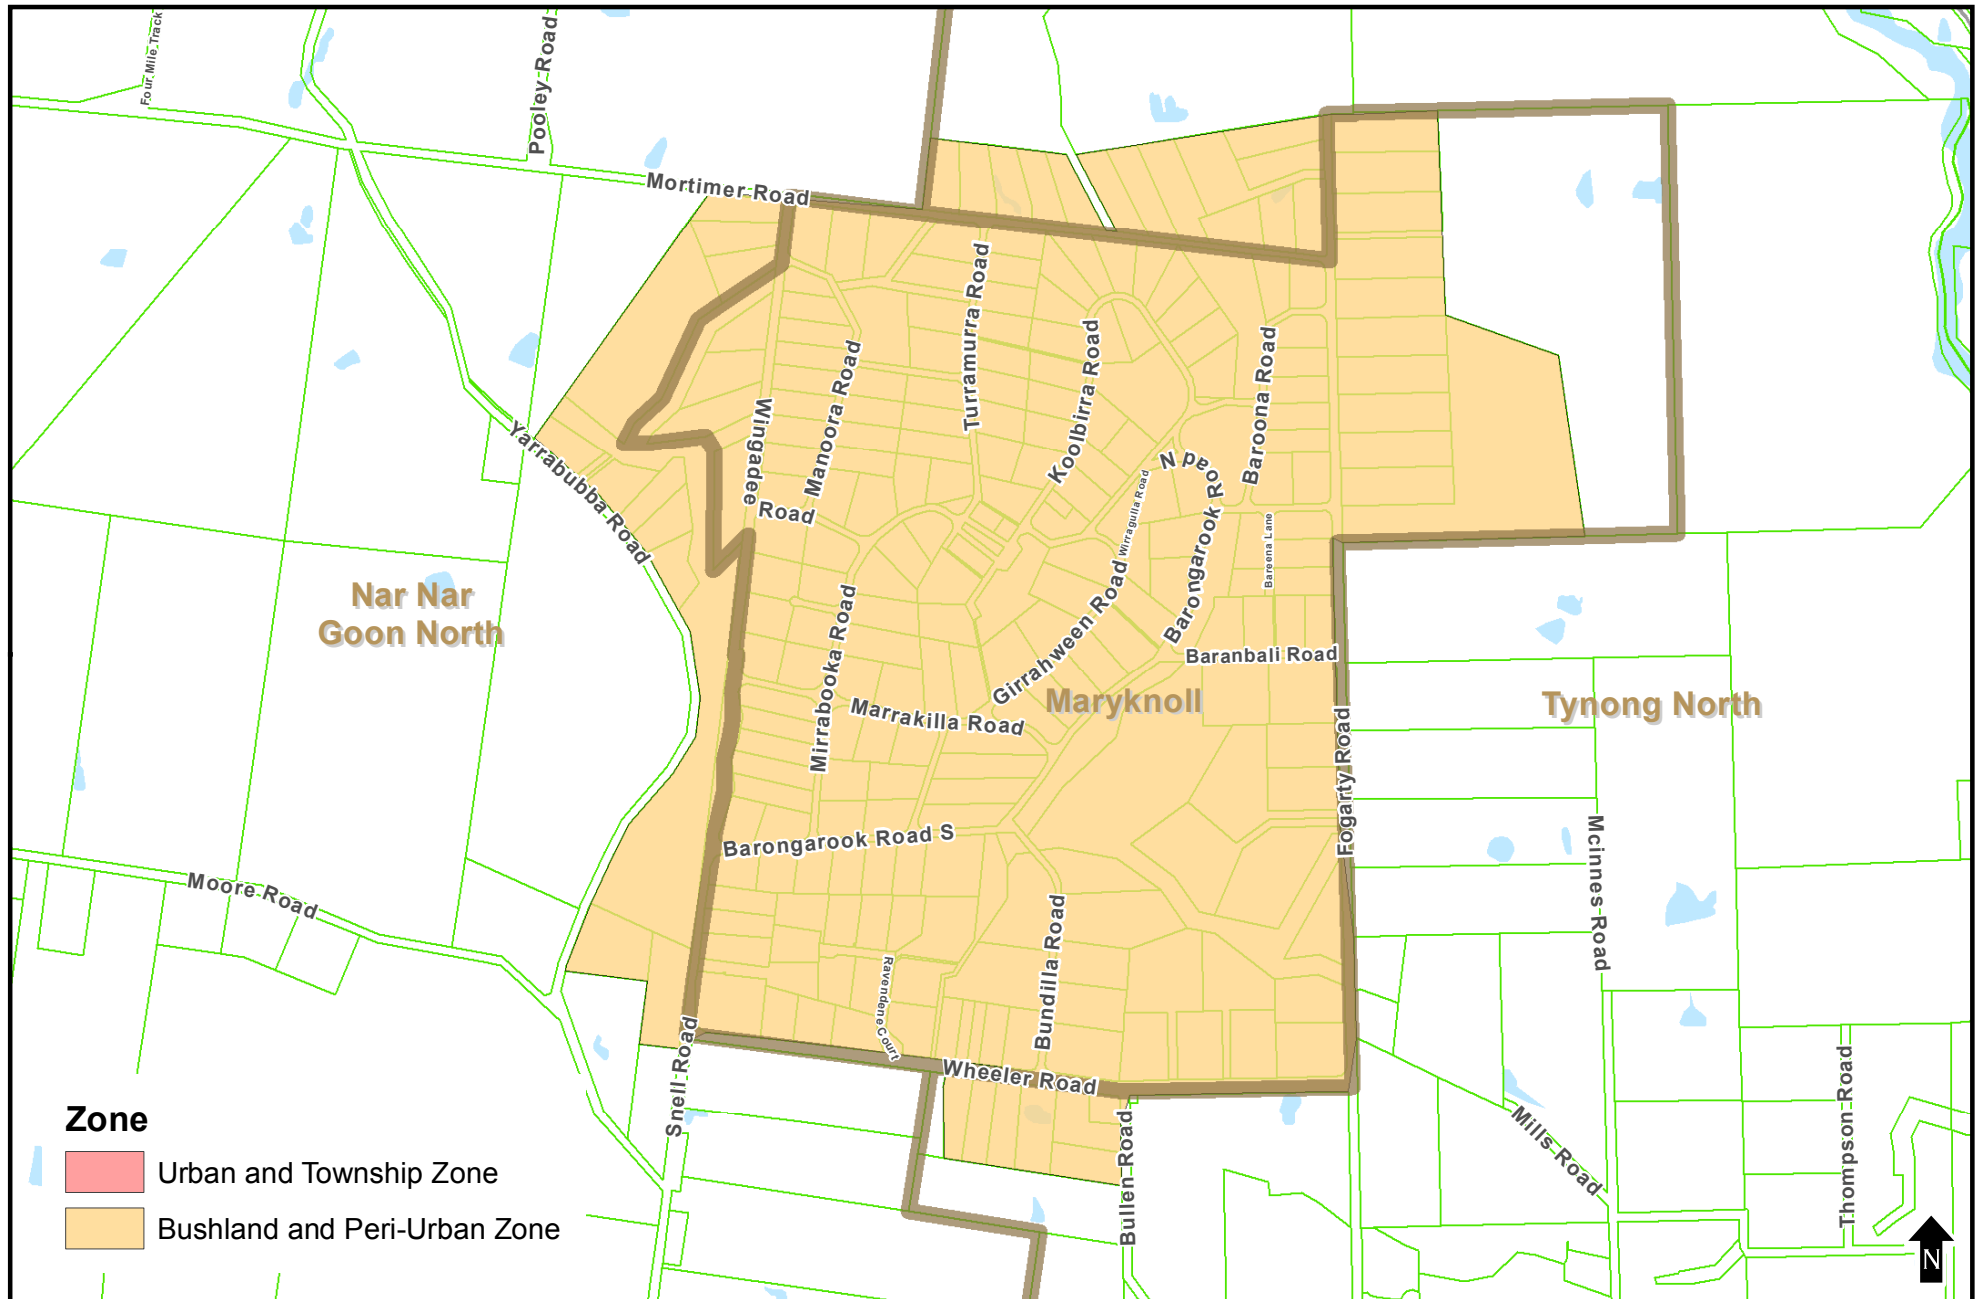 Four Mile Track
Pooley Road
Mortimer Road
Turramurra Road
Koolbirra Road
Baroona Road
Manoora Road
Wingadee
Road
Yarrabubba Road
Barongarook Road N
Wirragulla Road
Bareena Lane
Nar Nar
Goon North
Mirrabooka Road
Girrahween Road
Baranbali Road
Maryknoll
Tynong North
Marrakilla Road
Fogarty Road
Barongarook Road S
Mcinnes Road
Moore Road
Bundilla Road
Ravendene Court
Wheeler Road
Snell Road
Bullen Road
Mills Road
Thompson Road
Zone
Urban and Township Zone
Bushland and Peri-Urban Zone
N